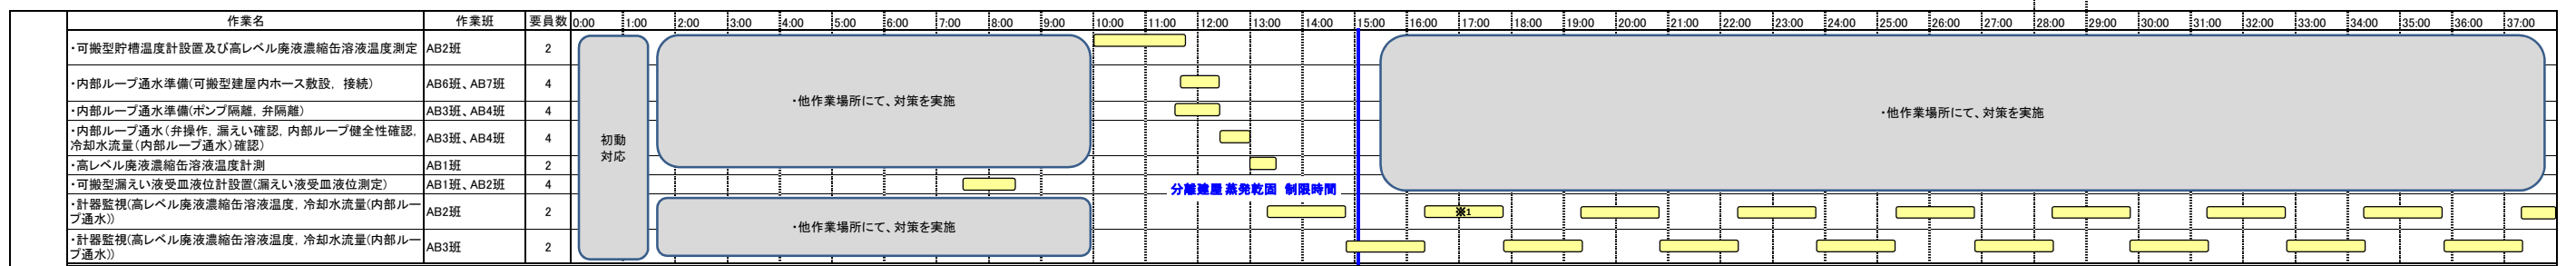 作業名 作業班 要員数 0:00 1:00 2:00 3:00 4:00 5:00 6:00 7:00 8:00 9:00 10:00 11:00 12:00 13:00 14:00 15:00 16:00 17:00 18:00 19:00 20:00 21:00 22:00 23:00 24:00 25:00 26:00 27:00 28:00 29:00 30:00 31:00 32:00 33:00 34:00 35:00 36:00 37:00
・可搬型貯槽温度計設置及び高レベル廃液濃縮缶溶液温度測定 AB2班 2
・内部ループ通水準備(可搬型建屋内ホース敷設，接続) AB6班、AB7班 4
・内部ループ通水準備(ポンプ隔離，弁隔離) AB3班、AB4班 4
・内部ループ通水（弁操作，漏えい確認，内部ループ健全性確認，
冷却水流量(内部ループ通水)確認） AB3班、AB4班 4
・高レベル廃液濃縮缶溶液温度計測 AB1班 2
・可搬型漏えい液受皿液位計設置(漏えい液受皿液位測定) AB1班、AB2班 4
・計器監視(高レベル廃液濃縮缶溶液温度，冷却水流量(内部ルー
プ通水)) AB2班 2
・計器監視(高レベル廃液濃縮缶溶液温度，冷却水流量(内部ルー
プ通水)) AB3班 2
初動
対応
・他作業場所にて、対策を実施
・他作業場所にて、対策を実施
分離建屋 蒸発乾固 制限時間
・他作業場所にて、対策を実施
※1